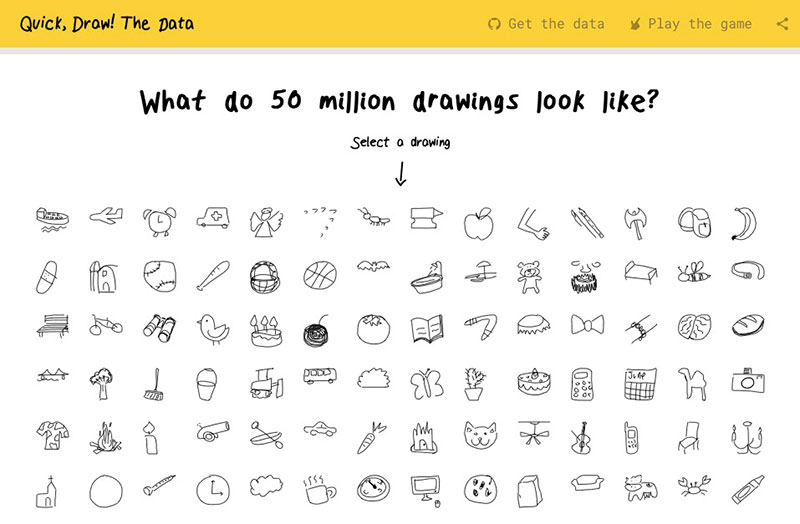 Quick, Draw! The Data
Get the data
Play the game
What do 50 million drawings look like?
Select a drawing